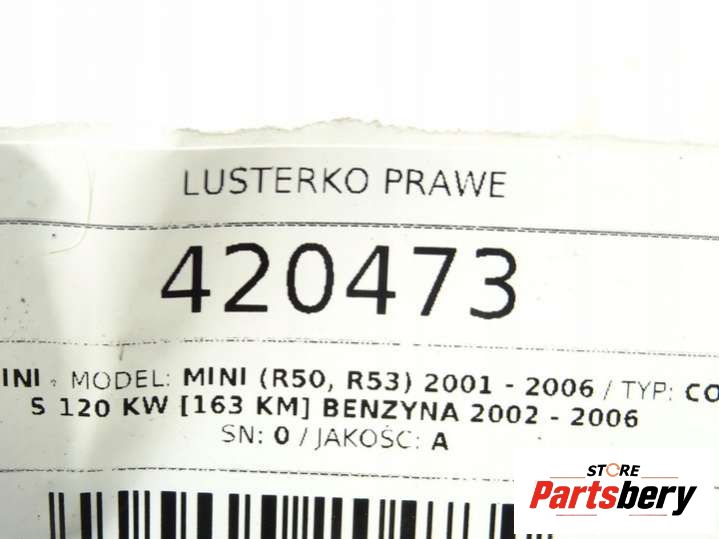 LUSTERKO PRAWE
420473
INI. MODEL: MINI (R50, R53) 2001 - 2006 / TYP: CO
S 120 KW [163 KM] BENZYNA 2002 - 2006
SN: 0 / JAKOŚĆ: A
STORE
Partsbery